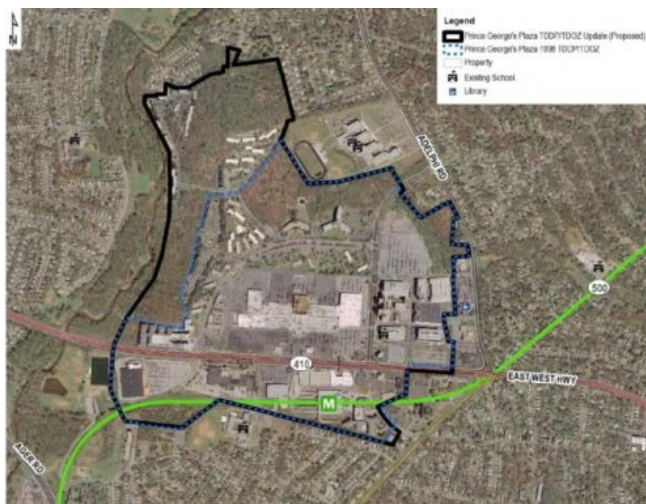 N
Legend
Prince George's Plaza TDDP/TDOZ Update (Proposed)
Prince George's Plaza 1998 TDDP/TDOZ
Property
Existing School
Library
ADELPHI RD
500
410
EAST WEST HWY
M
AGER RD